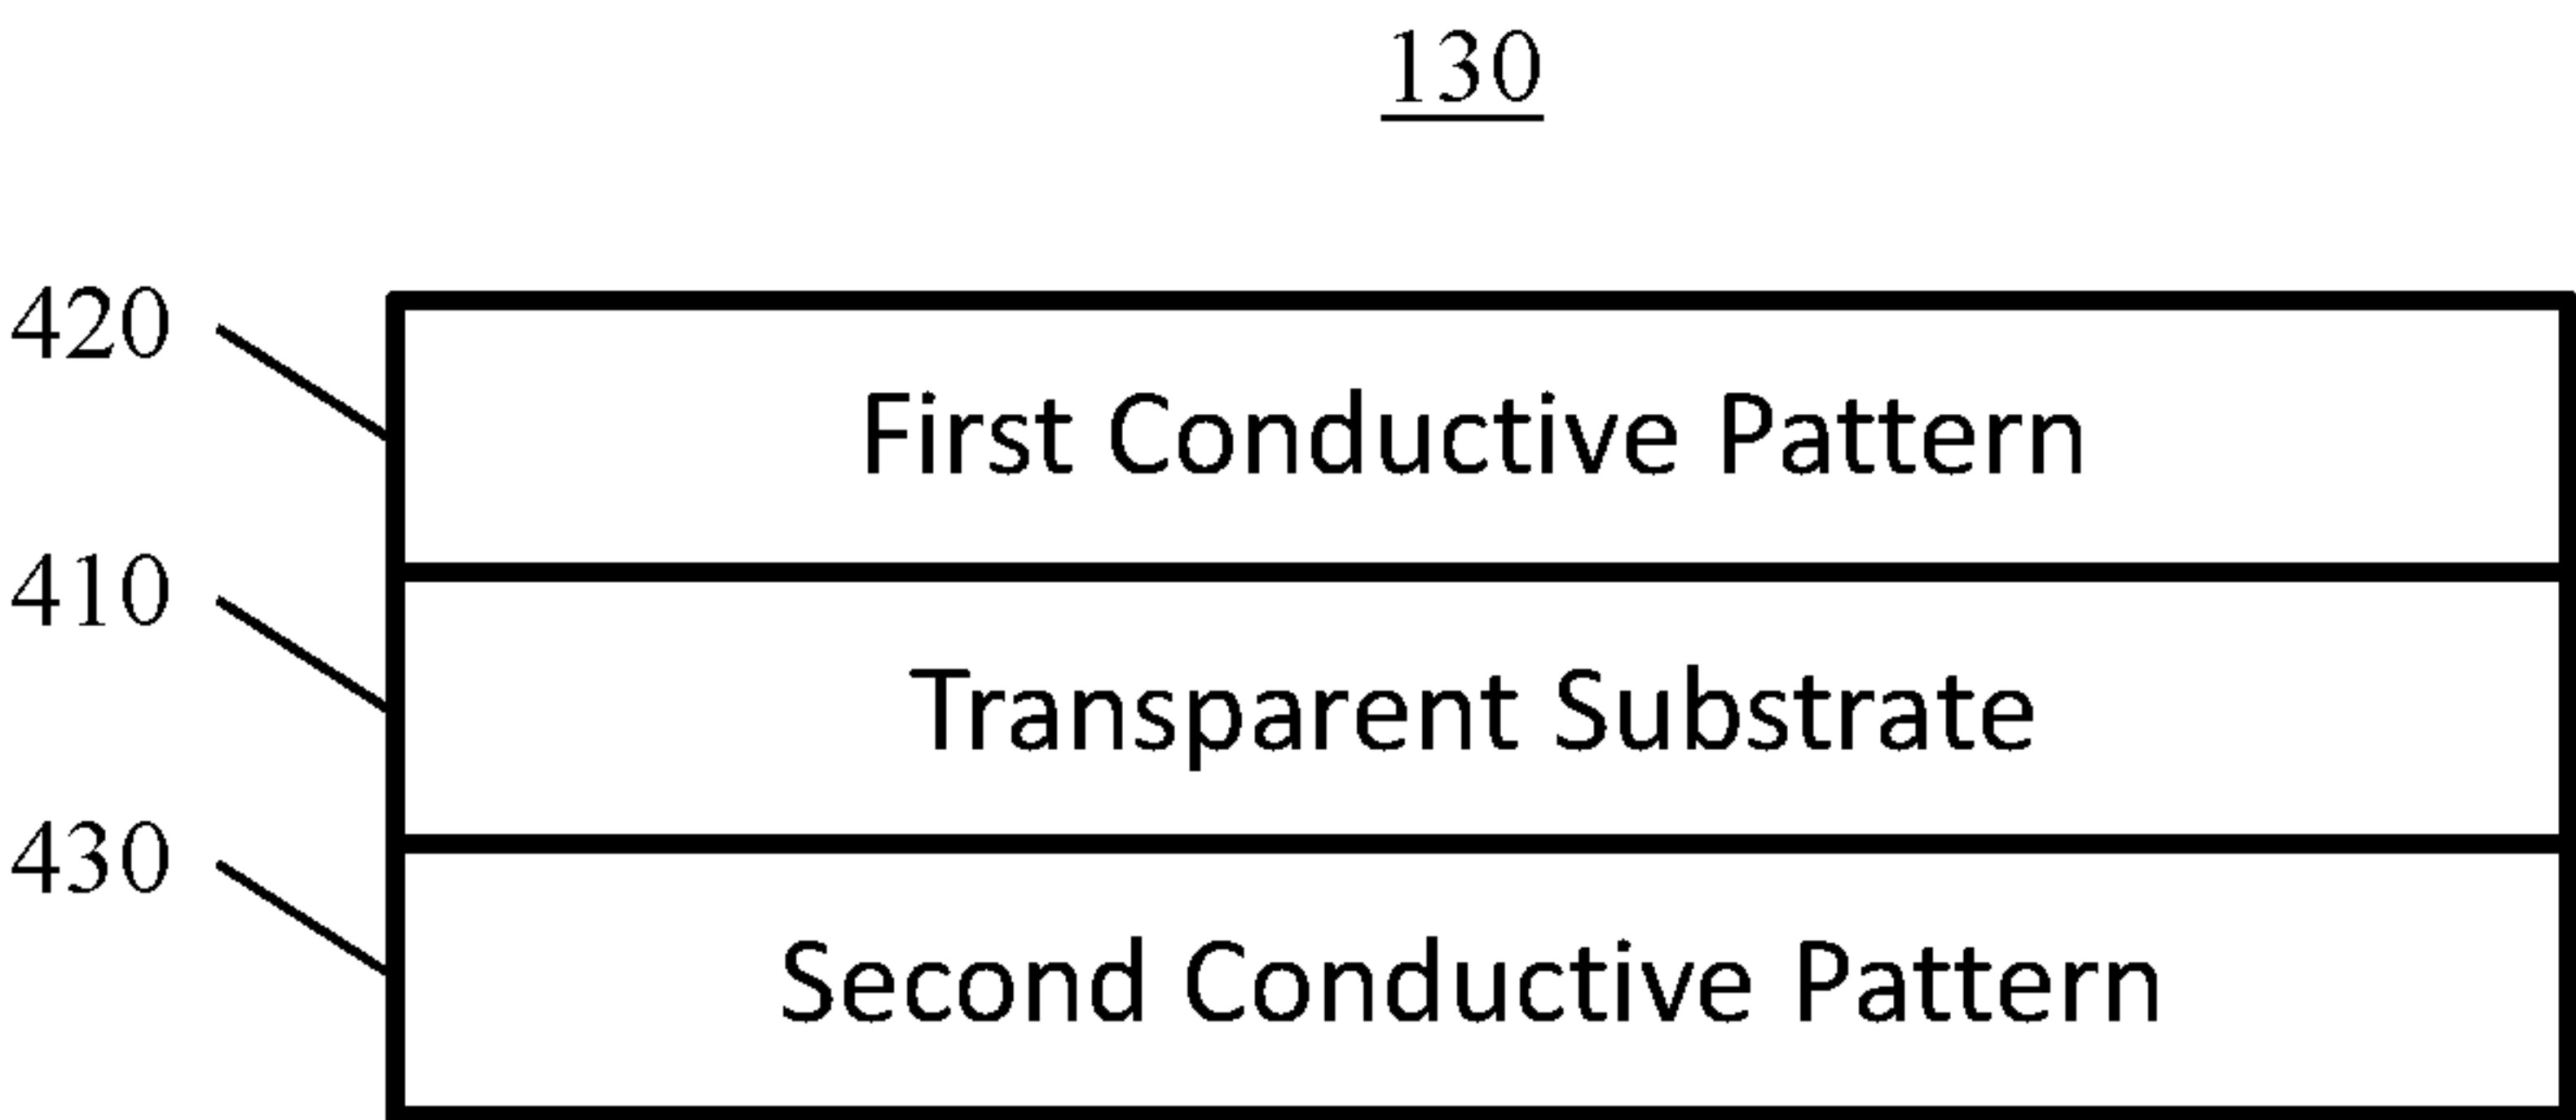 130
420
First Conductive Pattern
410
Transparent Substrate
430
Second Conductive Pattern